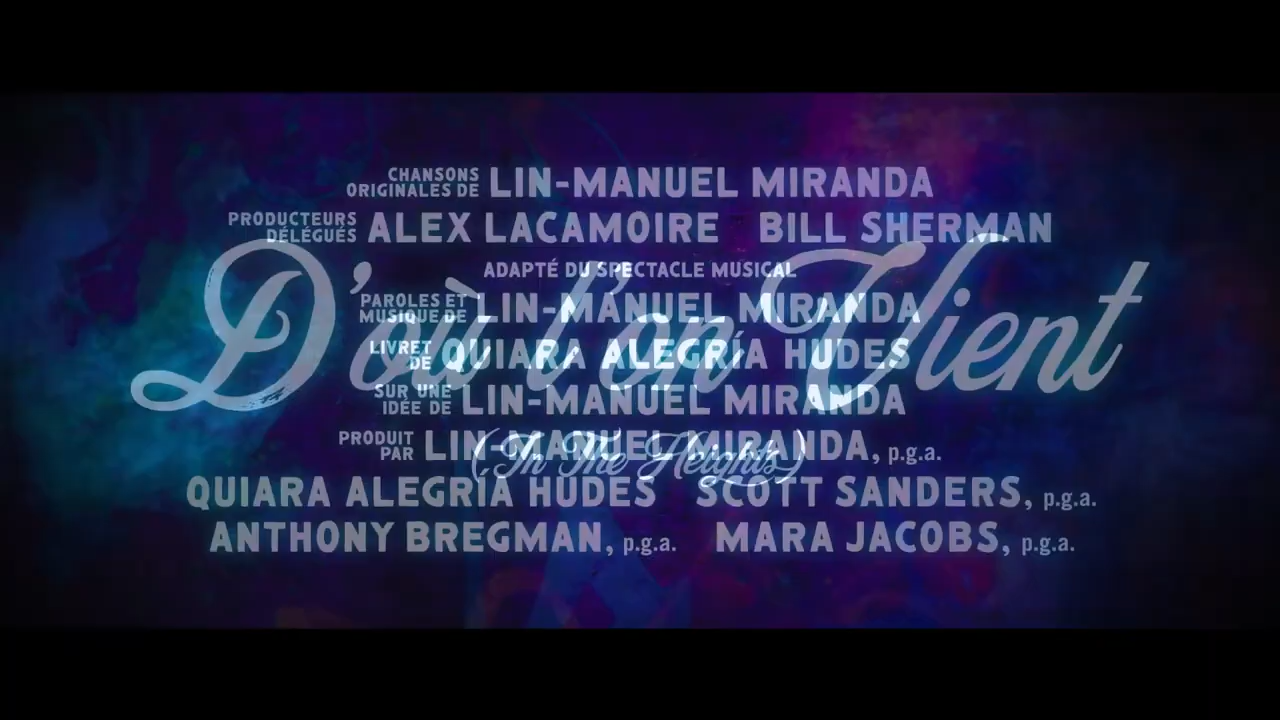 CHANSONS ORIGINALES DE LIN-MANUEL MIRANDA
PRODUCTEURS DÉLÉGUÉS ALEX LACAMOIRE BILL SHERMAN
ADAPTÉ DU SPECTACLE MUSICAL
D'où l'on Vient
PAROLES ET MUSIQUE DE LIN-MANUEL MIRANDA
LIVRET DE QUIARA ALEGRÍA HUDES
SUR UNE IDÉE DE LIN-MANUEL MIRANDA
PRODUIT PAR LIN-MANUEL MIRANDA, p.g.a.
(In The Heights)
QUIARA ALEGRÍA HUDES SCOTT SANDERS, p.g.a.
ANTHONY BREGMAN, p.g.a. MARA JACOBS, p.g.a.